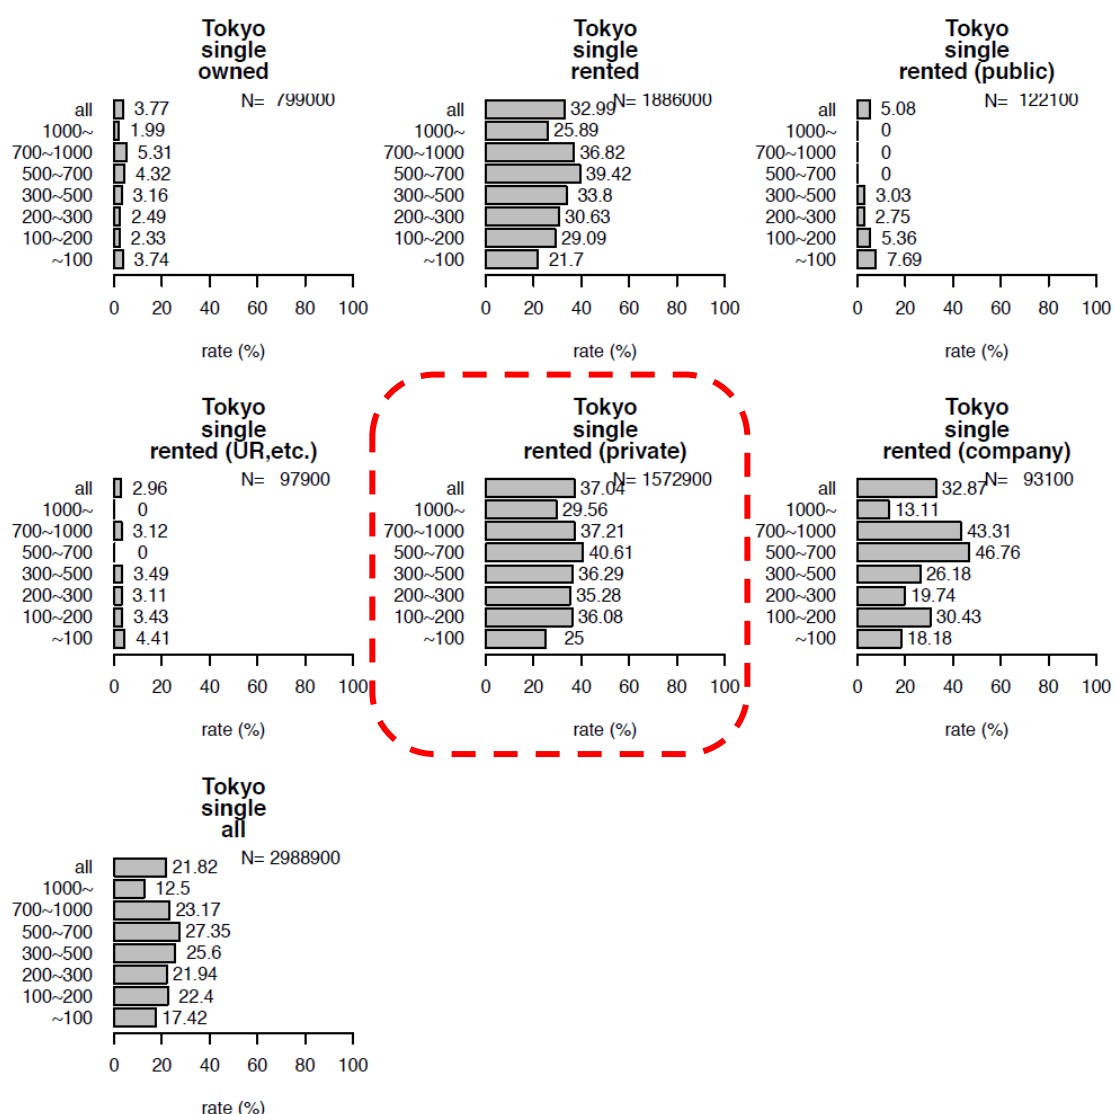 Tokyo
single
owned
N= 799000
all 3.77
1000~ 1.99
700~1000 5.31
500~700 4.32
300~500 3.16
200~300 2.49
100~200 2.33
~100 3.74
0 20 40 60 80 100
rate (%)
Tokyo
single
rented
N= 1886000
all 32.99
1000~ 25.89
700~1000 36.82
500~700 39.42
300~500 33.8
200~300 30.63
100~200 29.09
~100 21.7
0 20 40 60 80 100
rate (%)
Tokyo
single
rented (public)
N= 122100
all 5.08
1000~ 0
700~1000 0
500~700 0
300~500 3.03
200~300 2.75
100~200 5.36
~100 7.69
0 20 40 60 80 100
rate (%)
Tokyo
single
rented (UR,etc.)
N= 97900
all 2.96
1000~ 0
700~1000 3.12
500~700 0
300~500 3.49
200~300 3.11
100~200 3.43
~100 4.41
0 20 40 60 80 100
rate (%)
Tokyo
single
rented (private)
N= 1572900
all 37.04
1000~ 29.56
700~1000 37.21
500~700 40.61
300~500 36.29
200~300 35.28
100~200 36.08
~100 25
0 20 40 60 80 100
rate (%)
Tokyo
single
rented (company)
N= 93100
all 32.87
1000~ 13.11
700~1000 43.31
500~700 46.76
300~500 26.18
200~300 19.74
100~200 30.43
~100 18.18
0 20 40 60 80 100
rate (%)
Tokyo
single
all
N= 2988900
all 21.82
1000~ 12.5
700~1000 23.17
500~700 27.35
300~500 25.6
200~300 21.94
100~200 22.4
~100 17.42
0 20 40 60 80 100
rate (%)